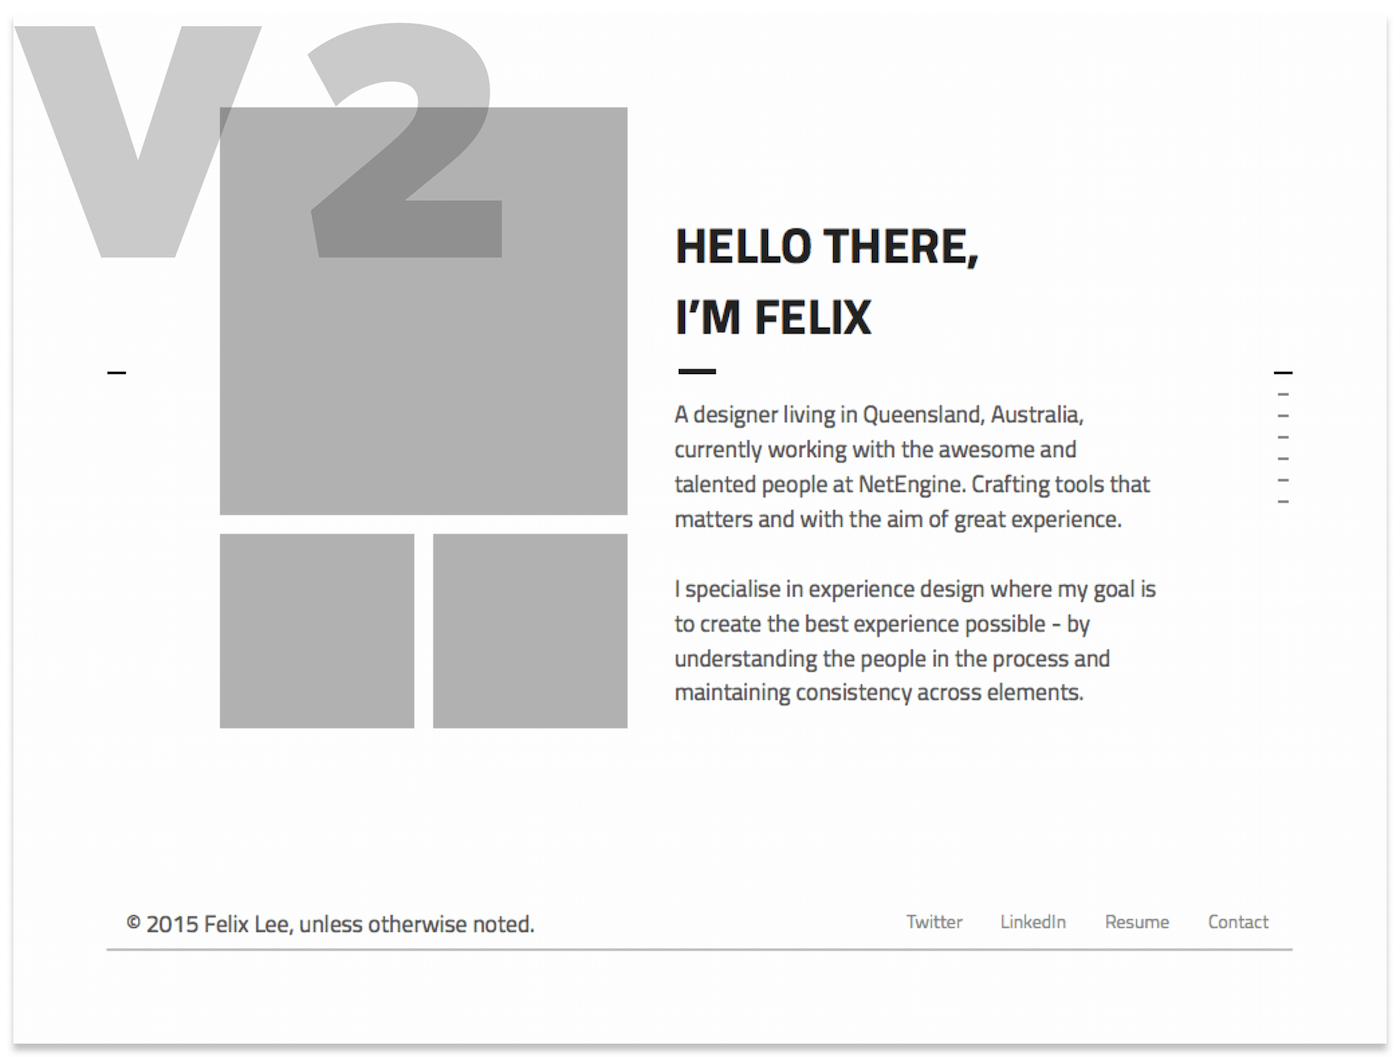 V2
HELLO THERE,
I’M FELIX
A designer living in Queensland, Australia,
currently working with the awesome and
talented people at NetEngine. Crafting tools that
matters and with the aim of great experience.
I specialise in experience design where my goal is
to create the best experience possible - by
understanding the people in the process and
maintaining consistency across elements.
© 2015 Felix Lee, unless otherwise noted.
Twitter LinkedIn Resume Contact